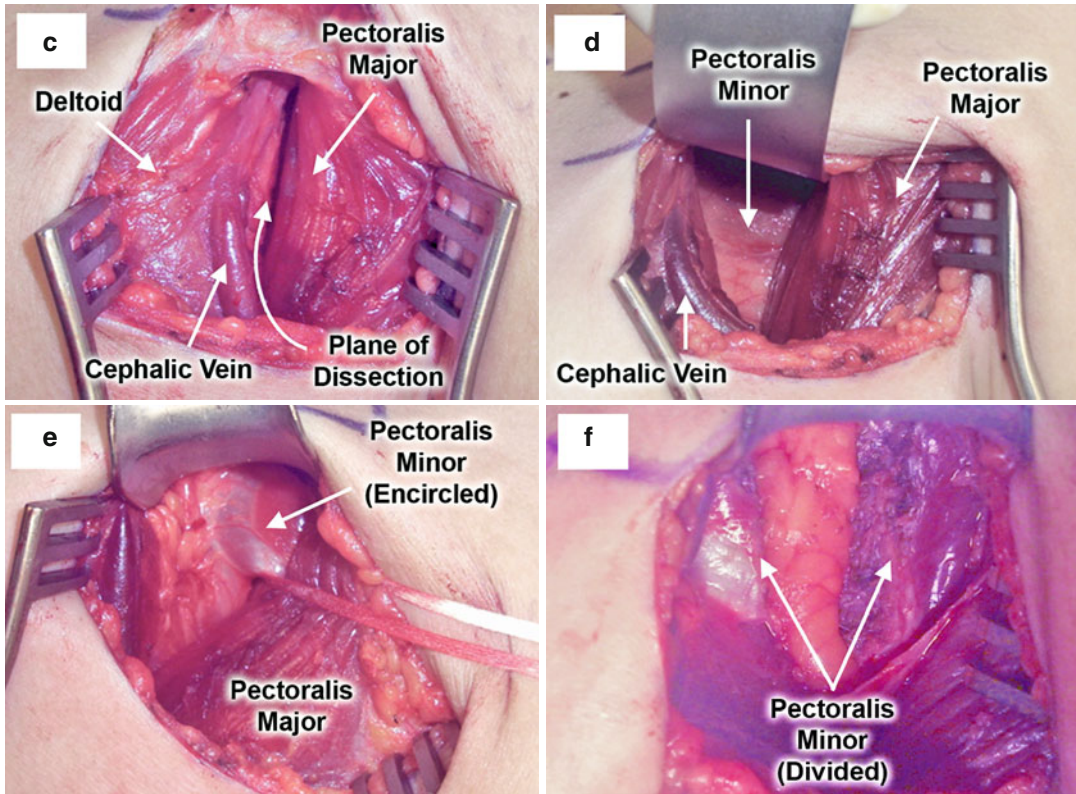 c
Pectoralis
Major
Deltoid
Cephalic Vein
Plane of
Dissection
d
Pectoralis
Minor
Pectoralis
Major
Cephalic Vein
e
Pectoralis
Minor
(Encircled)
Pectoralis
Major
f
Pectoralis
Minor
(Divided)